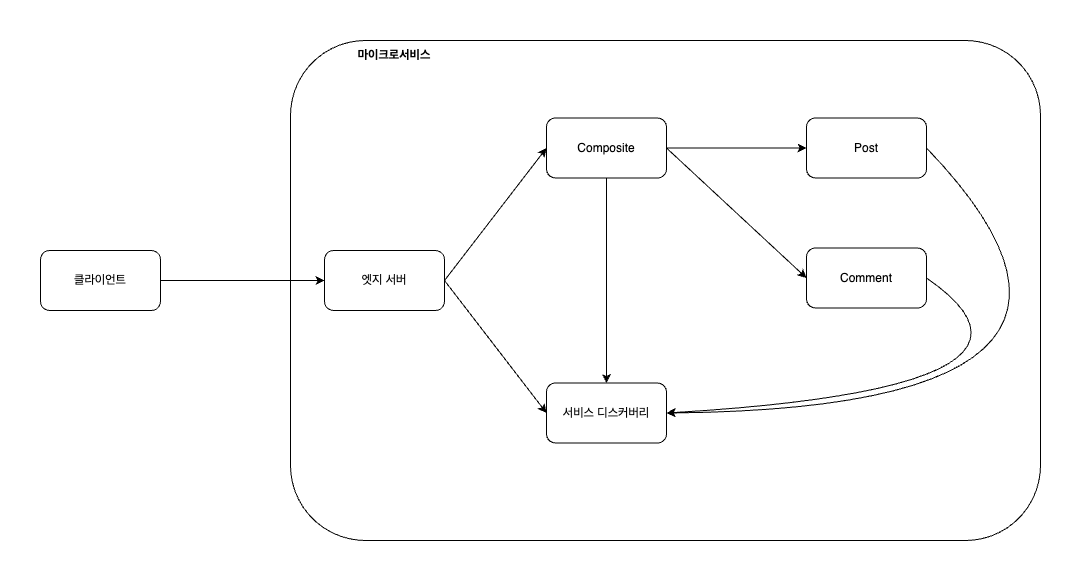 마이크로서비스
Composite
Post
클라이언트
엣지 서버
Comment
서비스 디스커버리